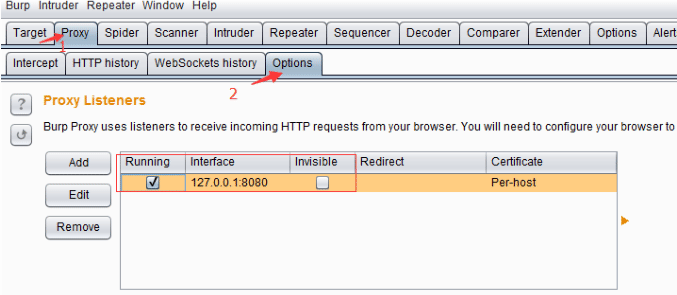 Burp Intruder Repeater Window Help
Target Proxy Spider Scanner Intruder Repeater Sequencer Decoder Comparer Extender Options Alert
1
Intercept HTTP history WebSockets history Options
2
? Proxy Listeners
Burp Proxy uses listeners to receive incoming HTTP requests from your browser. You will need to configure your browser to
Add Running Interface Invisible Redirect Certificate
127.0.0.1:8080 Per-host
Edit
Remove